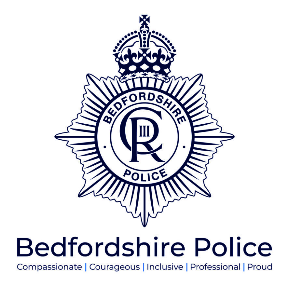 BEDFORDSHIRE
CIIIR
POLICE
Bedfordshire Police
Compassionate | Courageous | Inclusive | Professional | Proud